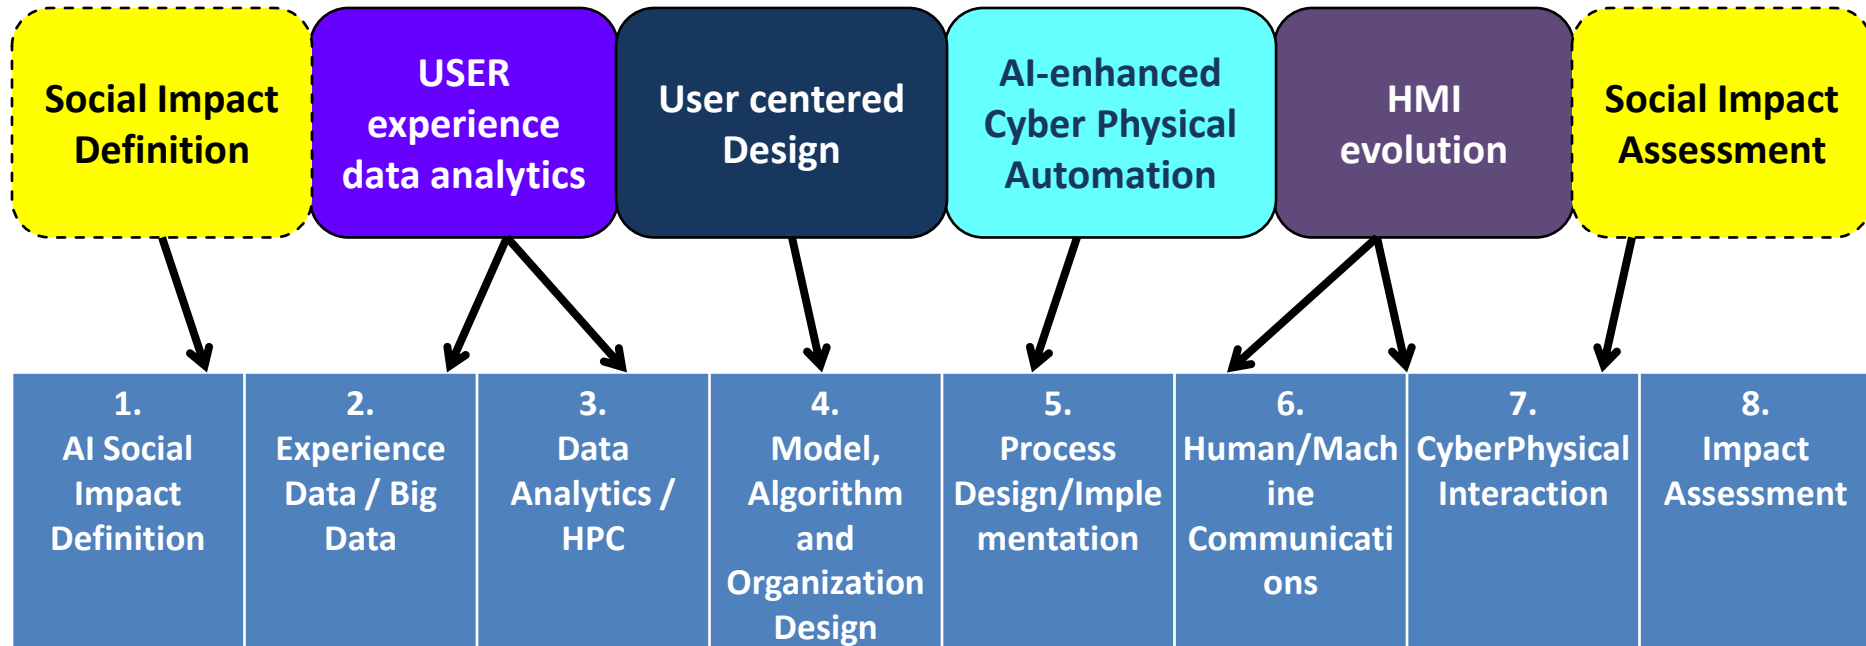 Social Impact
Definition
USER
experience
data analytics
User centered
Design
AI-enhanced
Cyber Physical
Automation
HMI
evolution
Social Impact
Assessment
1.
AI Social
Impact
Definition
2.
Experience
Data / Big
Data
3.
Data
Analytics /
HPC
4.
Model,
Algorithm
and
Organization
Design
5.
Process
Design/Imple
mentation
6.
Human/Mach
ine
Communicati
ons
7.
CyberPhysical
Interaction
8.
Impact
Assessment